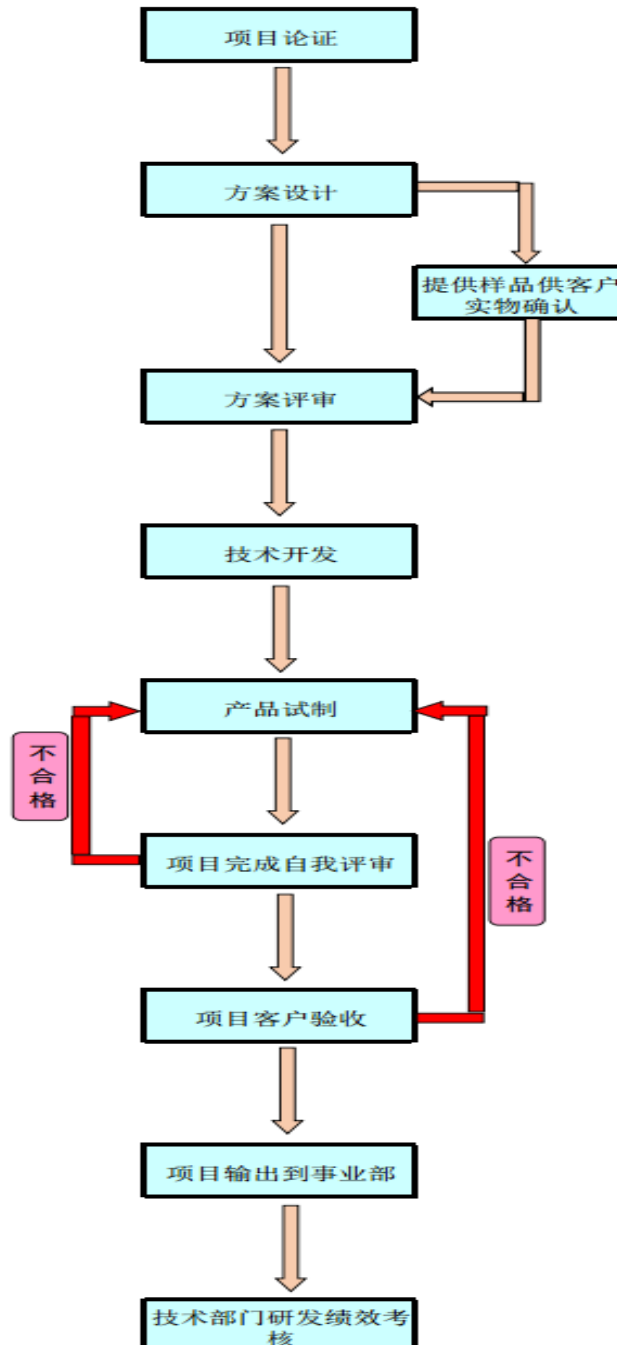 项目论证
方案设计
提供样品供客户
实物确认
方案评审
技术开发
产品试制
不
合
格
项目完成自我评审
不
合
格
项目客户验收
项目输出到事业部
技术部门研发绩效考
核